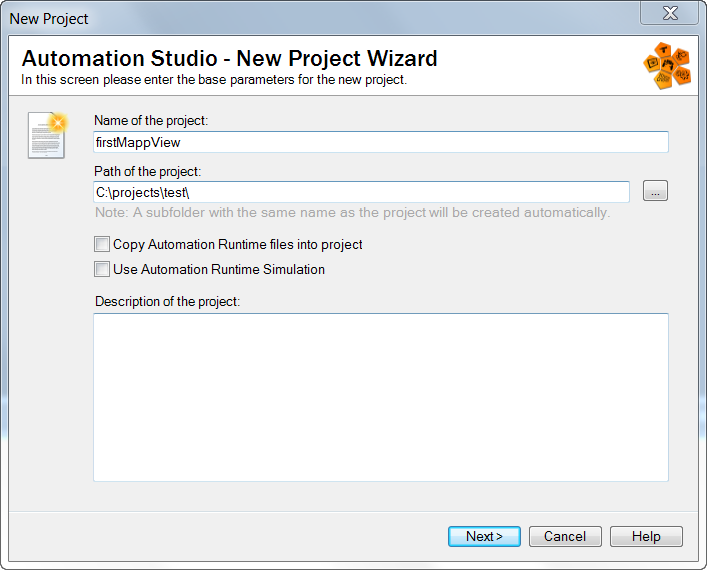 New Project
Automation Studio - New Project Wizard
In this screen please enter the base parameters for the new project.
Name of the project:
firstMappView
Path of the project:
C:\projects\test\
...
Note: A subfolder with the same name as the project will be created automatically.
Copy Automation Runtime files into project
Use Automation Runtime Simulation
Description of the project:
Next >
Cancel
Help